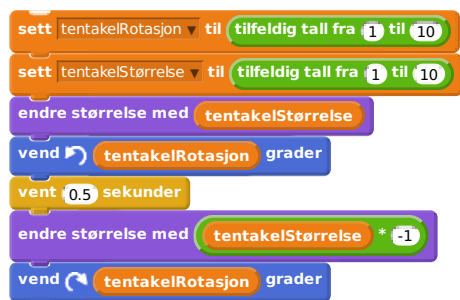 sett tentakelRotasjon ▼ til tilfeldig tall fra 1 til 10
sett tentakelStørrelse ▼ til tilfeldig tall fra 1 til 10
endre størrelse med tentakelStørrelse
vend tentakelRotasjon grader
vent 0.5 sekunder
endre størrelse med tentakelStørrelse * -1
vend tentakelRotasjon grader